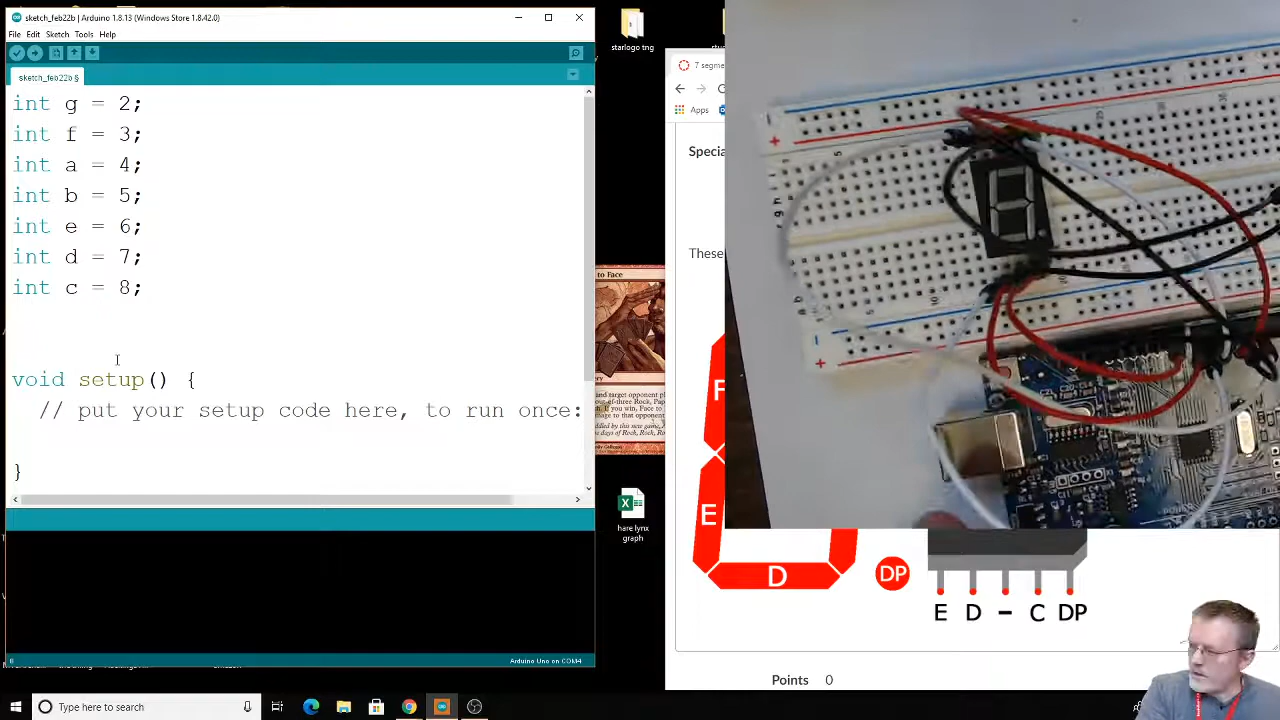 sketch_feb22b | Arduino 1.8.13 (Windows Store 1.8.42.0)
File Edit Sketch Tools Help
sketch_feb22b §
int g = 2;
int f = 3;
int a = 4;
int b = 5;
int e = 6;
int d = 7;
int c = 8;
void setup() {
// put your setup code here, to run once:
}
Arduino Uno on COM4
starlogo tng
to Face
hare lynx
graph
7 segme
Apps
Specia
These
F
E
D
DP
E D – C DP
Points 0
Type here to search